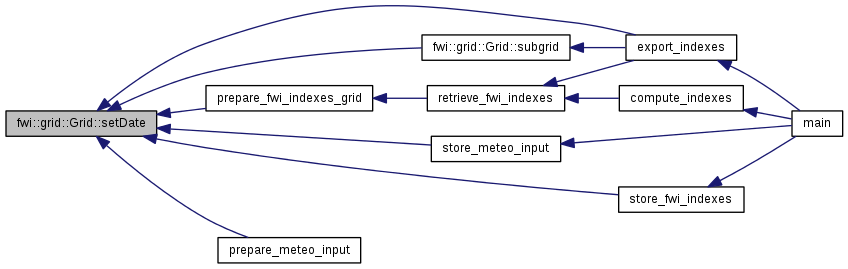 fwi::grid::Grid::setDate
fwi::grid::Grid::subgrid
export_indexes
prepare_fwi_indexes_grid
retrieve_fwi_indexes
compute_indexes
main
store_meteo_input
store_fwi_indexes
prepare_meteo_input